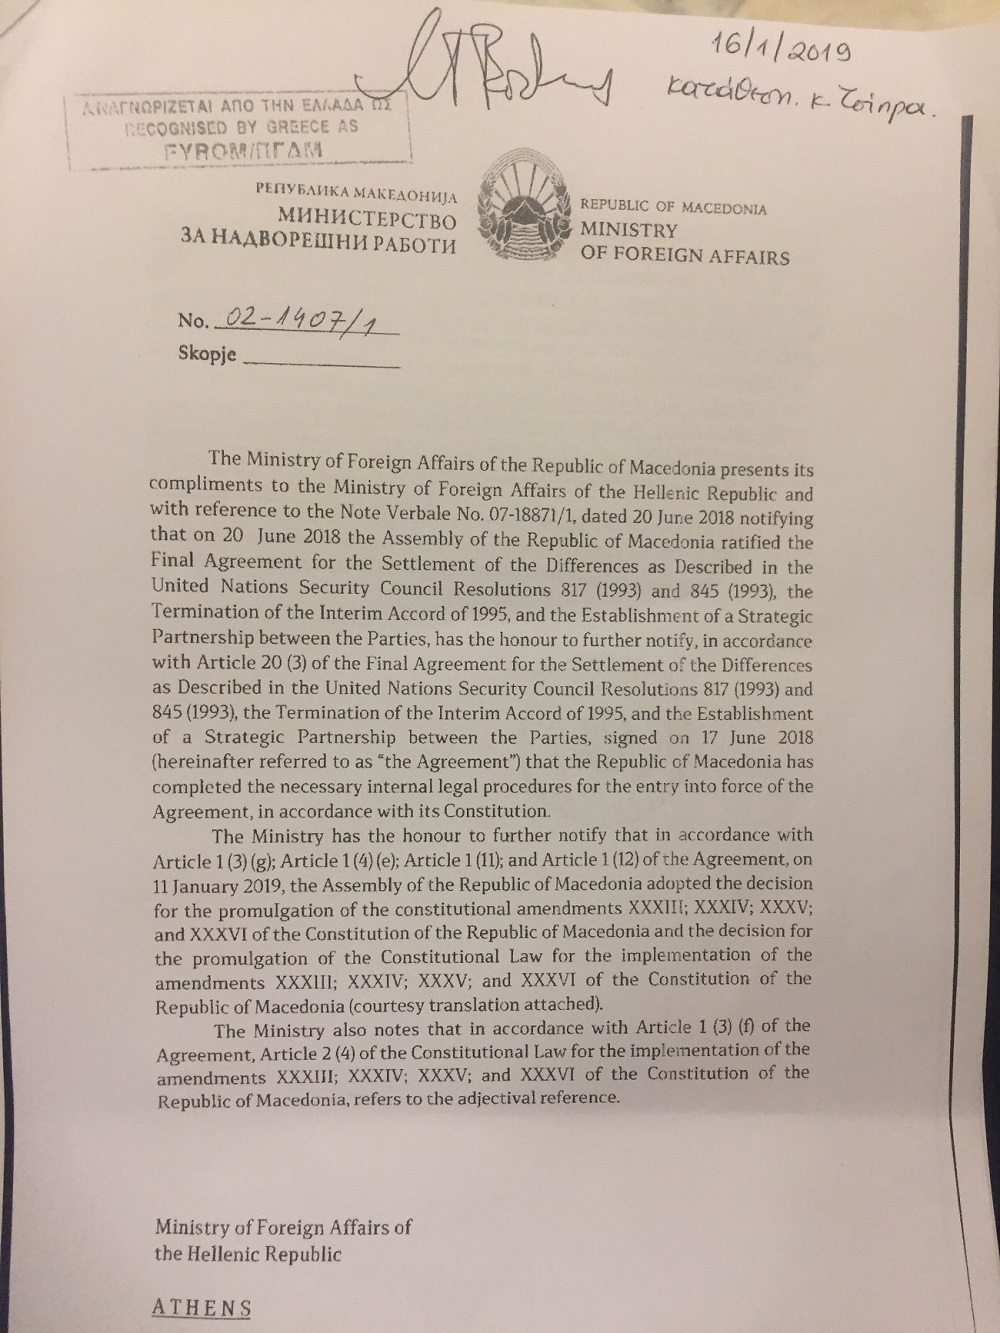 16/1/2019
κατάθεση κ. Τσίπρα.
ΑΝΑΓΝΩΡΙΖΕΤΑΙ ΑΠΟ ΤΗΝ ΕΛΛΑΔΑ ΩΣ
RECOGNISED BY GREECE AS
FYROM/ΠΓΔΜ
РЕПУБЛИКА МАКЕДОНИЈА
МИНИСТЕРСТВО
ЗА НАДВОРЕШНИ РАБОТИ
REPUBLIC OF MACEDONIA
MINISTRY
OF FOREIGN AFFAIRS
No. 02-1407/1
Skopje
The Ministry of Foreign Affairs of the Republic of Macedonia presents its
compliments to the Ministry of Foreign Affairs of the Hellenic Republic and
with reference to the Note Verbale No. 07-18871/1, dated 20 June 2018 notifying
that on 20 June 2018 the Assembly of the Republic of Macedonia ratified the
Final Agreement for the Settlement of the Differences as Described in the
United Nations Security Council Resolutions 817 (1993) and 845 (1993), the
Termination of the Interim Accord of 1995, and the Establishment of a Strategic
Partnership between the Parties, has the honour to further notify, in accordance
with Article 20 (3) of the Final Agreement for the Settlement of the Differences
as Described in the United Nations Security Council Resolutions 817 (1993) and
845 (1993), the Termination of the Interim Accord of 1995, and the Establishment
of a Strategic Partnership between the Parties, signed on 17 June 2018
(hereinafter referred to as “the Agreement”) that the Republic of Macedonia has
completed the necessary internal legal procedures for the entry into force of the
Agreement, in accordance with its Constitution.
The Ministry has the honour to further notify that in accordance with
Article 1 (3) (g); Article 1 (4) (e); Article 1 (11); and Article 1 (12) of the Agreement, on
11 January 2019, the Assembly of the Republic of Macedonia adopted the decision
for the promulgation of the constitutional amendments XXXIII; XXXIV; XXXV;
and XXXVI of the Constitution of the Republic of Macedonia and the decision for
the promulgation of the Constitutional Law for the implementation of the
amendments XXXIII; XXXIV; XXXV; and XXXVI of the Constitution of the
Republic of Macedonia (courtesy translation attached).
The Ministry also notes that in accordance with Article 1 (3) (f) of the
Agreement, Article 2 (4) of the Constitutional Law for the implementation of the
amendments XXXIII; XXXIV; XXXV; and XXXVI of the Constitution of the
Republic of Macedonia, refers to the adjectival reference.
Ministry of Foreign Affairs of
the Hellenic Republic
ATHENS